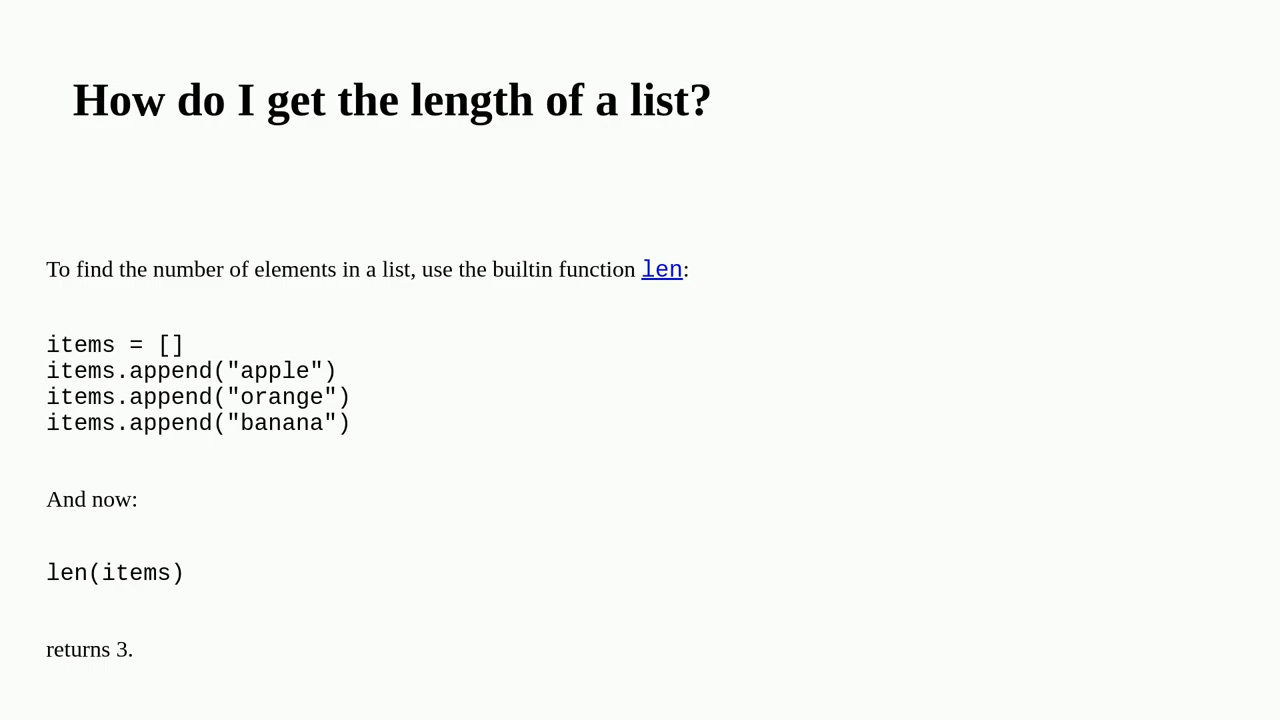 How do I get the length of a list?
To find the number of elements in a list, use the builtin function len:
items = []
items.append("apple")
items.append("orange")
items.append("banana")
And now:
len(items)
returns 3.